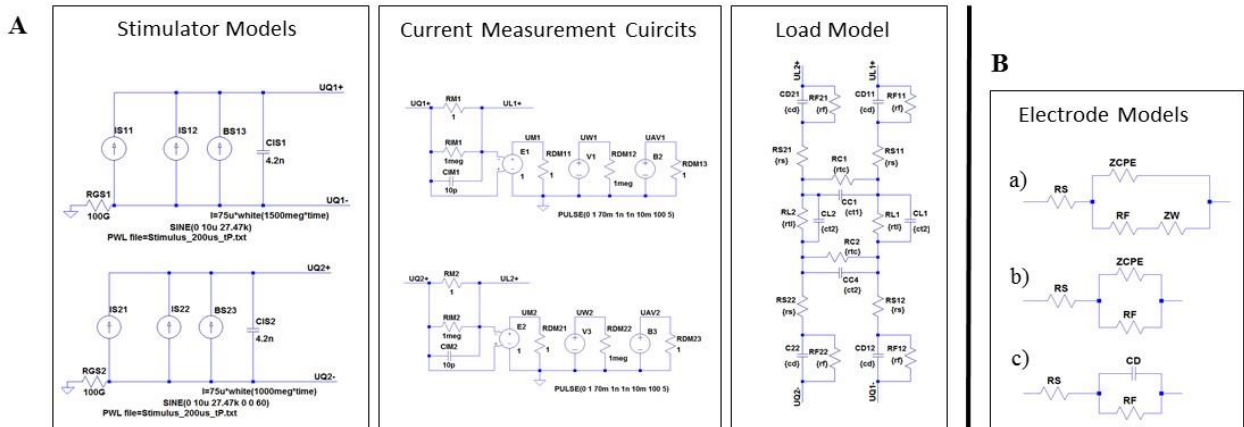 A
B
Stimulator Models
UQ1+
IS11
IS12
BS13
CIS1
4.2n
RGS1
100G
UQ1-
I=75u*white(1500meg*time)
SINE(0 10u 27.47k)
PWL file=Stimulus_200us_tP.txt
UQ2+
IS21
IS22
BS23
CIS2
4.2n
RGS2
100G
UQ2-
I=75u*white(1000meg*time)
SINE(0 10u 27.47k 0 0 60)
PWL file=Stimulus_200us_tP.txt
Current Measurement Cuircits
RM1
UQ1+
UL1+
1
RIM1
1meg
CIM1
10p
UM1
E1
1
RDM11
1
UW1
V1
RDM12
1meg
UAV1
B2
RDM13
1
PULSE(0 1 70m 1n 1n 10m 100 5)
RM2
UQ2+
UL2+
1
RIM2
1meg
CIM2
10p
UM2
E2
1
RDM21
1
UW2
V3
RDM22
1meg
UAV2
B3
RDM23
1
PULSE(0 1 70m 1n 1n 10m 100 5)
Load Model
UL2+
UL1+
CD21
{cd}
RF21
{rf}
CD11
{cd}
RF11
{rf}
RS21
{rs}
RS11
{rs}
RC1
{rtc}
CC1
{ct1}
RL2
{rtl}
CL2
{ct2}
RL1
{rtl}
CL1
{ct2}
RC2
{rtc}
CC4
{ct2}
RS22
{rs}
RS12
{rs}
C22
{cd}
RF22
{rf}
CD12
{cd}
RF12
{rf}
UQ2-
UQ1-
Electrode Models
a)
ZCPE
RS
RF
ZW
b)
ZCPE
RS
RF
c)
CD
RS
RF